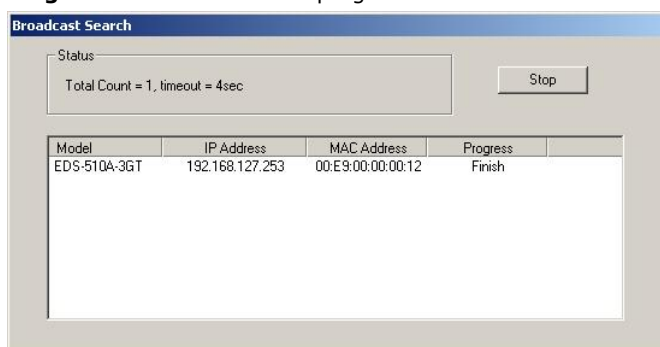 Broadcast Search
Status
Total Count = 1, timeout = 4sec
Stop
Model IP Address MAC Address Progress
EDS-510A-3GT 192.168.127.253 00:E9:00:00:00:12 Finish